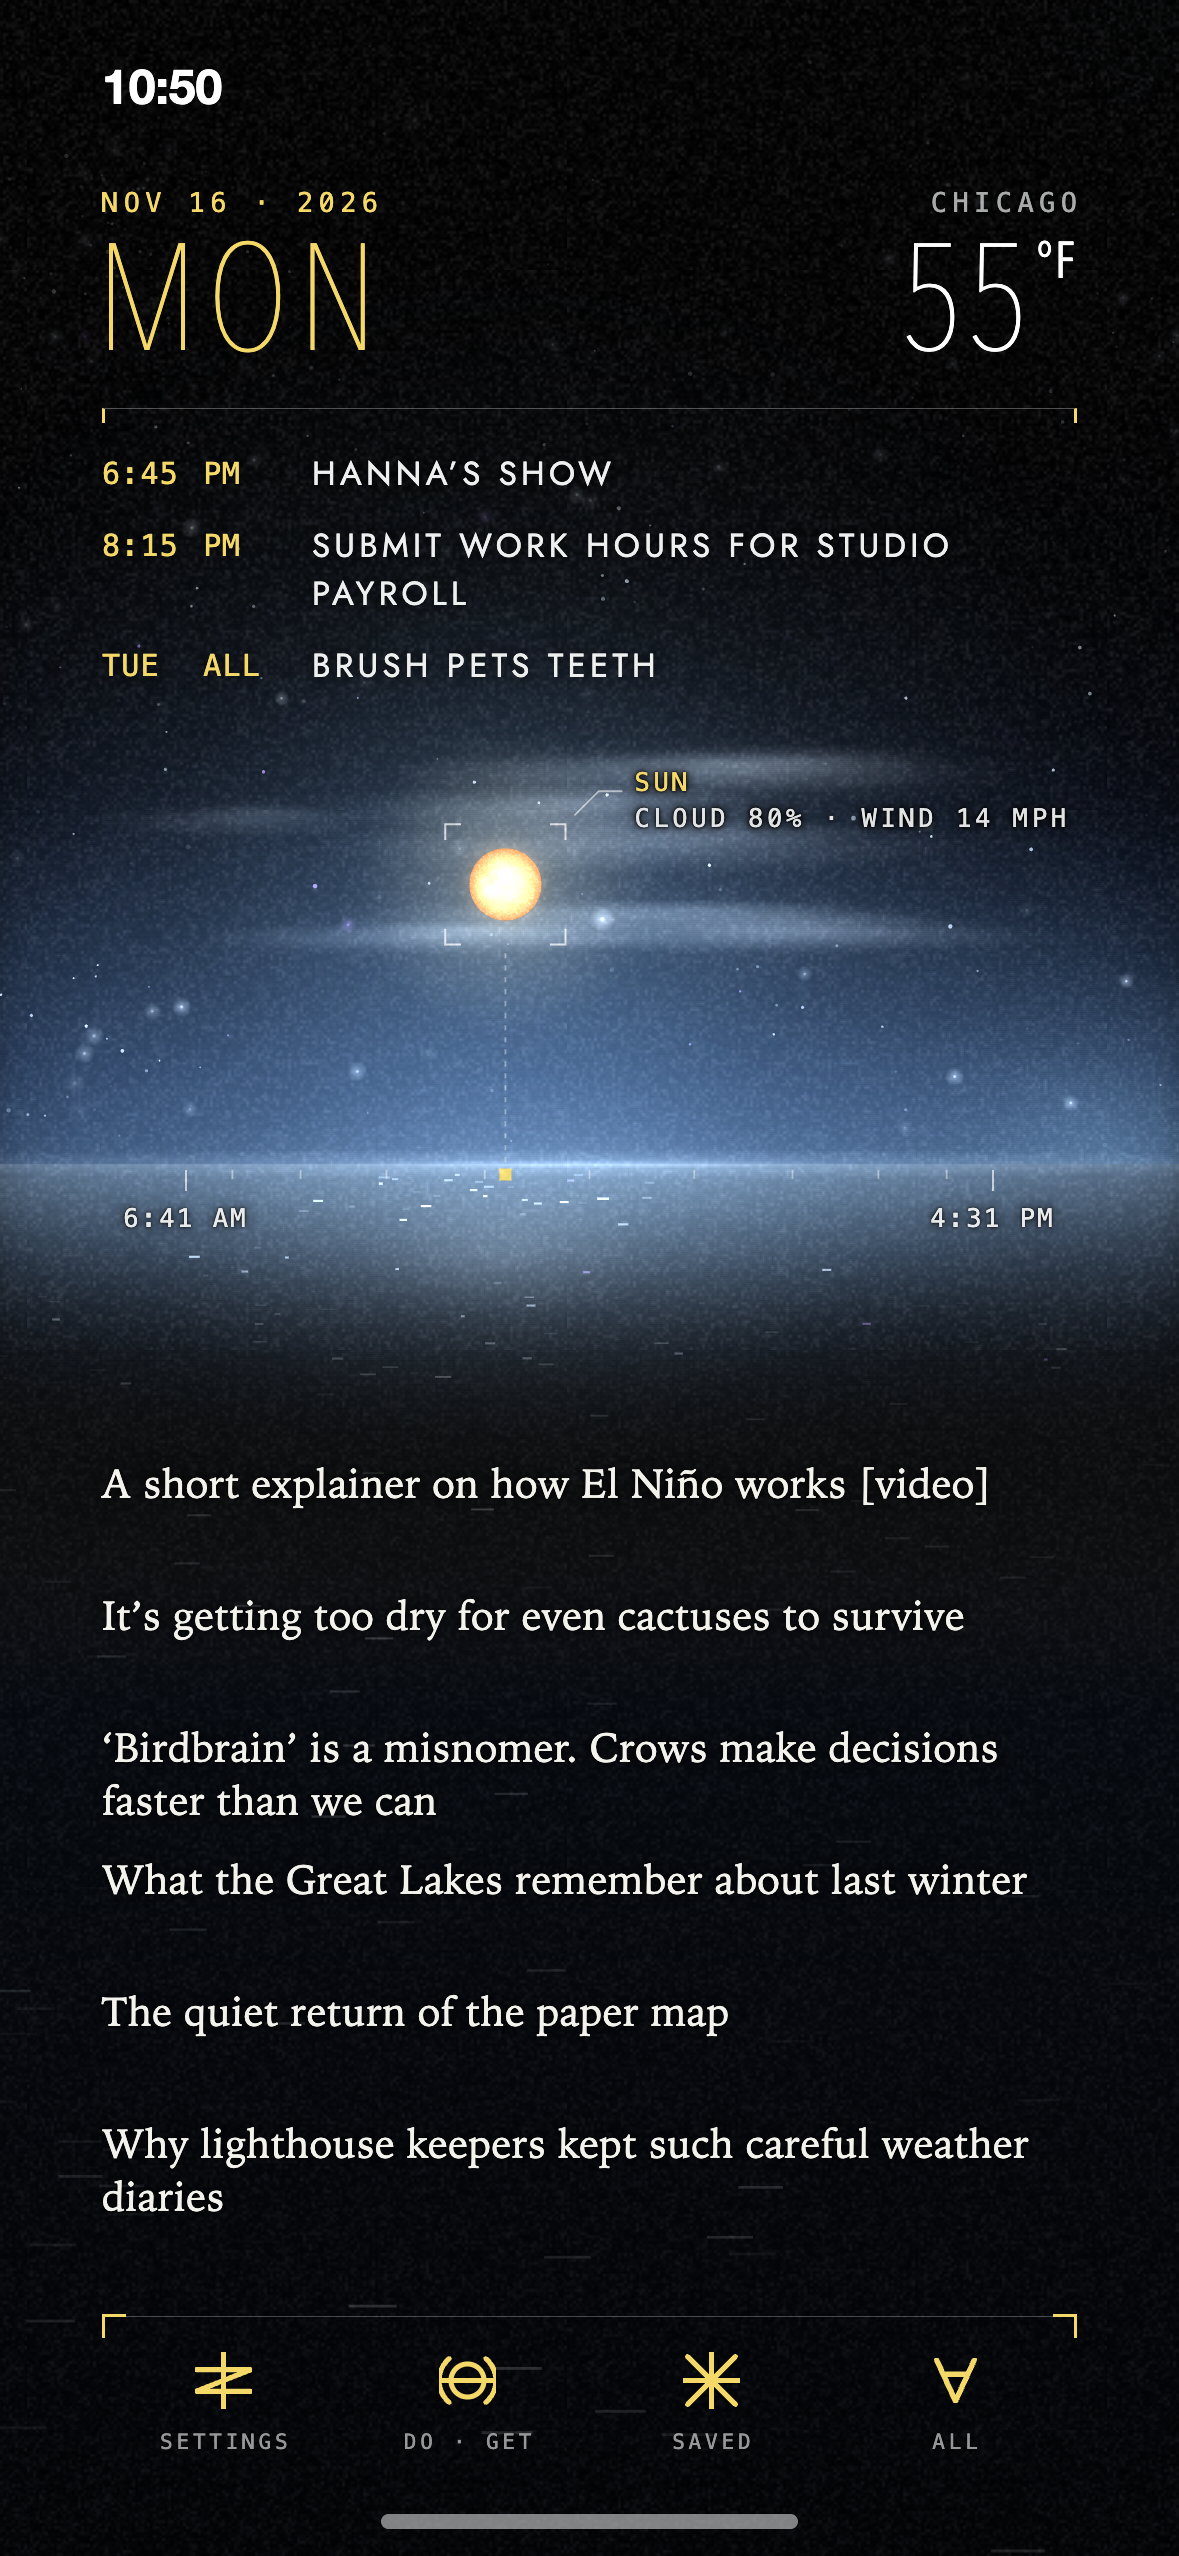 10:50
NOV 16 · 2026
CHICAGO
MON
55°F
6:45 PM HANNA’S SHOW
8:15 PM SUBMIT WORK HOURS FOR STUDIO
PAYROLL
TUE ALL BRUSH PETS TEETH
SUN
CLOUD 80% · WIND 14 MPH
6:41 AM
4:31 PM
A short explainer on how El Niño works [video]
It’s getting too dry for even cactuses to survive
‘Birdbrain’ is a misnomer. Crows make decisions
faster than we can
What the Great Lakes remember about last winter
The quiet return of the paper map
Why lighthouse keepers kept such careful weather
diaries
SETTINGS
DO · GET
SAVED
ALL